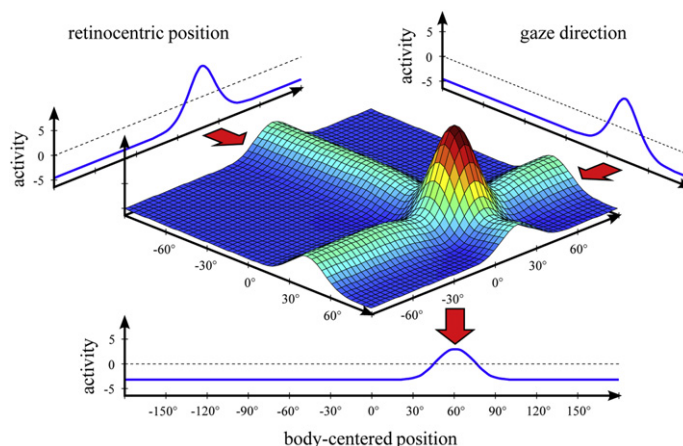 retinocentric position
gaze direction
activity
5
0
-5
activity
5
0
-5
-60°
-30°
0°
30°
60°
-60°
-30°
0°
30°
60°
activity
5
0
-5
-150° -120° -90° -60° -30° 0° 30° 60° 90° 120° 150°
body-centered position